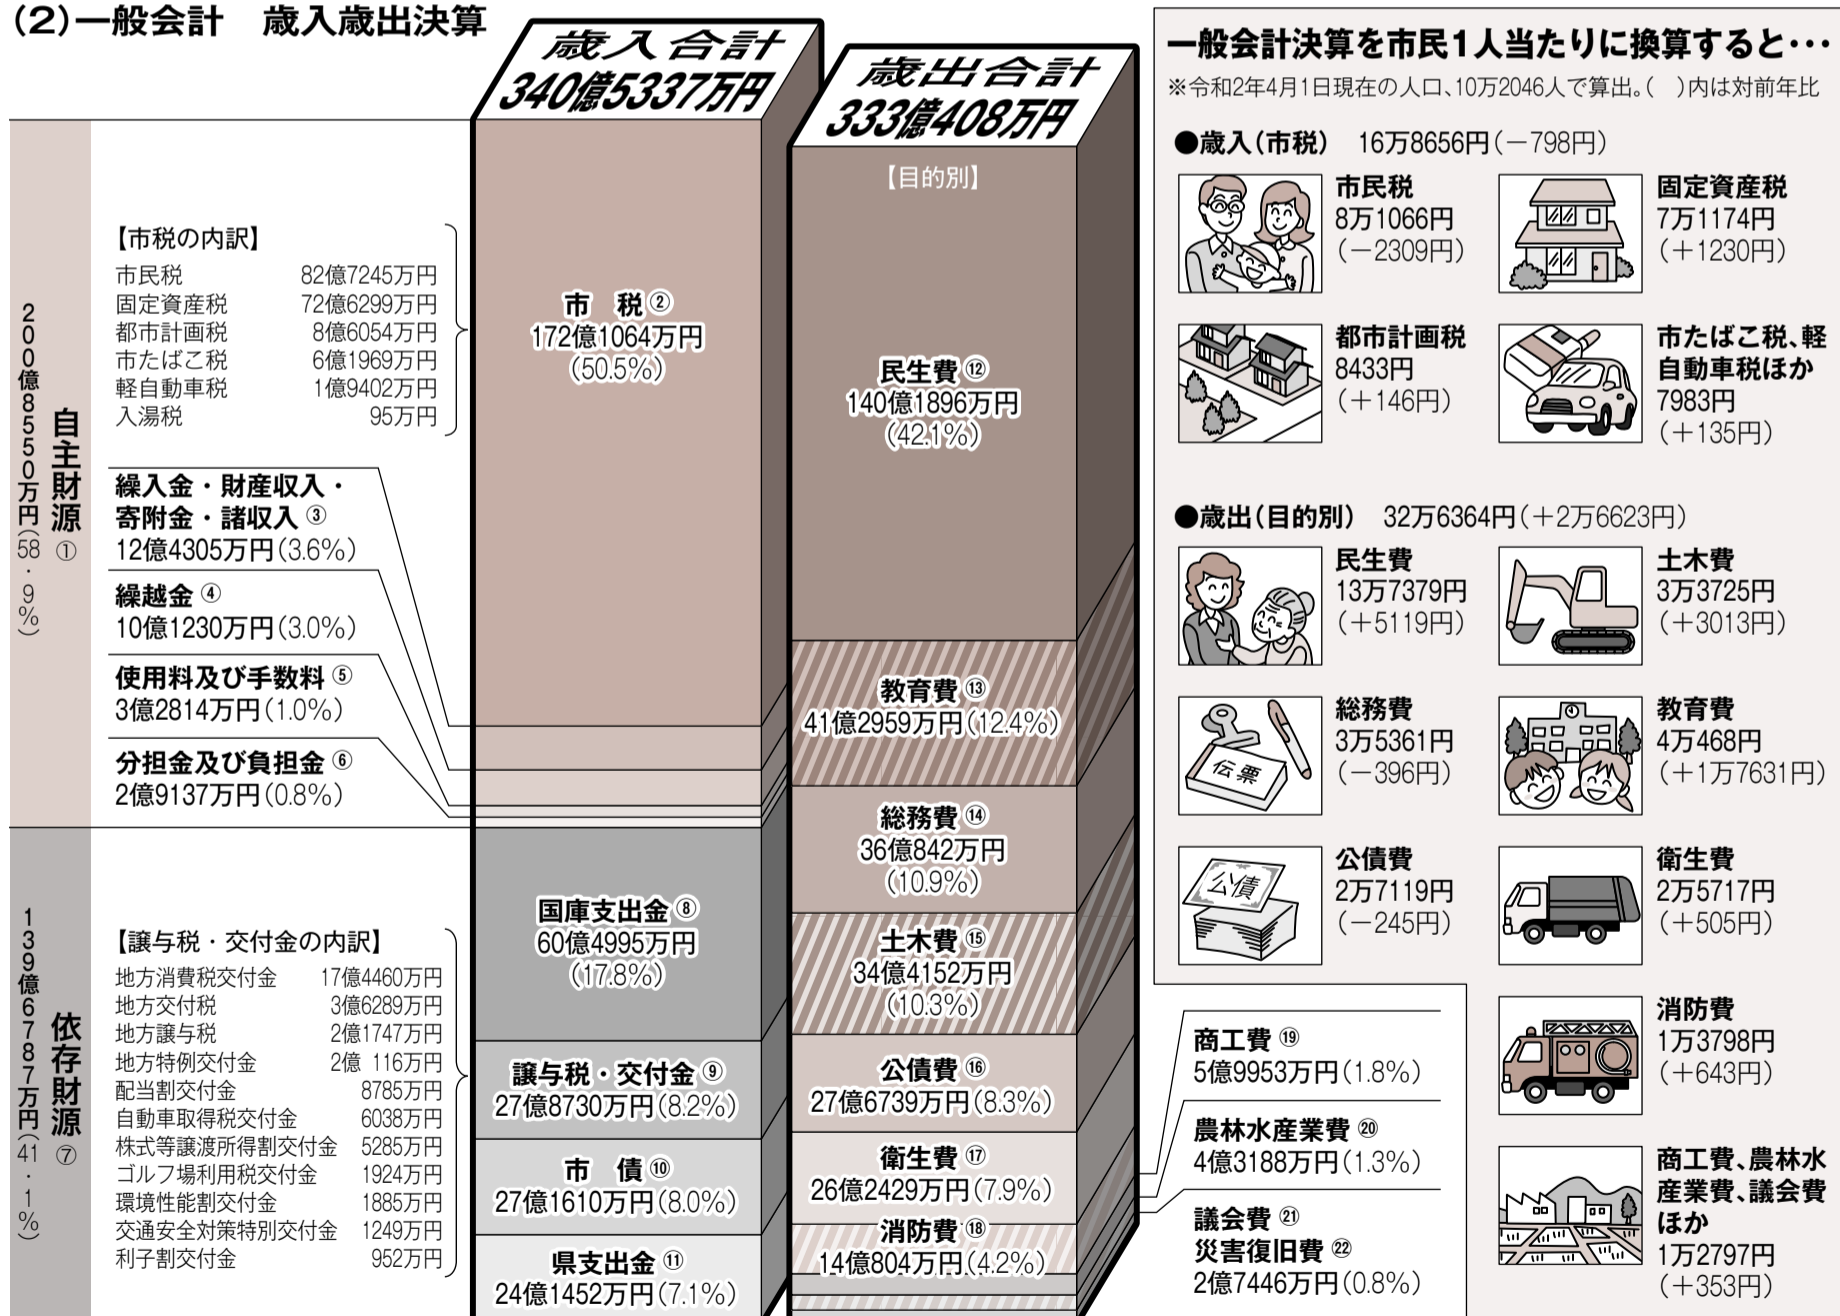 (2)一般会計　歳入歳出決算
歳入合計
340億5337万円
歳出合計
333億408万円
自主財源①
200億8550万円(58.9%)
【市税の内訳】
市民税 82億7245万円
固定資産税 72億6299万円
都市計画税 8億6054万円
市たばこ税 6億1969万円
軽自動車税 1億9402万円
入湯税 95万円
繰入金・財産収入・
寄附金・諸収入③
12億4305万円(3.6%)
繰越金④
10億1230万円(3.0%)
使用料及び手数料⑤
3億2814万円(1.0%)
分担金及び負担金⑥
2億9137万円(0.8%)
依存財源⑦
139億6787万円(41.1%)
【譲与税・交付金の内訳】
地方消費税交付金 17億4460万円
地方交付税 3億6289万円
地方譲与税 2億1747万円
地方特例交付金 2億 116万円
配当割交付金 8785万円
自動車取得税交付金 6038万円
株式等譲渡所得割交付金 5285万円
ゴルフ場利用税交付金 1924万円
環境性能割交付金 1885万円
交通安全対策特別交付金 1249万円
利子割交付金 952万円
市　税②
172億1064万円
(50.5%)
国庫支出金⑧
60億4995万円
(17.8%)
譲与税・交付金⑨
27億8730万円(8.2%)
市　債⑩
27億1610万円(8.0%)
県支出金⑪
24億1452万円(7.1%)
【目的別】
民生費⑫
140億1896万円
(42.1%)
教育費⑬
41億2959万円(12.4%)
総務費⑭
36億842万円
(10.9%)
土木費⑮
34億4152万円
(10.3%)
公債費⑯
27億6739万円(8.3%)
衛生費⑰
26億2429万円(7.9%)
消防費⑱
14億804万円(4.2%)
商工費⑲
5億9953万円(1.8%)
農林水産業費⑳
4億3188万円(1.3%)
議会費㉑
災害復旧費㉒
2億7446万円(0.8%)
一般会計決算を市民1人当たりに換算すると・・・
※令和2年4月1日現在の人口、10万2046人で算出。(　)内は対前年比
●歳入(市税)　16万8656円(－798円)
市民税
8万1066円
(－2309円)
固定資産税
7万1174円
(＋1230円)
都市計画税
8433円
(＋146円)
市たばこ税、軽
自動車税ほか
7983円
(＋135円)
●歳出(目的別)　32万6364円(＋2万6623円)
民生費
13万7379円
(＋5119円)
土木費
3万3725円
(＋3013円)
総務費
3万5361円
(－396円)
伝票
教育費
4万468円
(＋1万7631円)
公債費
2万7119円
(－245円)
公債
衛生費
2万5717円
(＋505円)
消防費
1万3798円
(＋643円)
商工費、農林水
産業費、議会費
ほか
1万2797円
(＋353円)